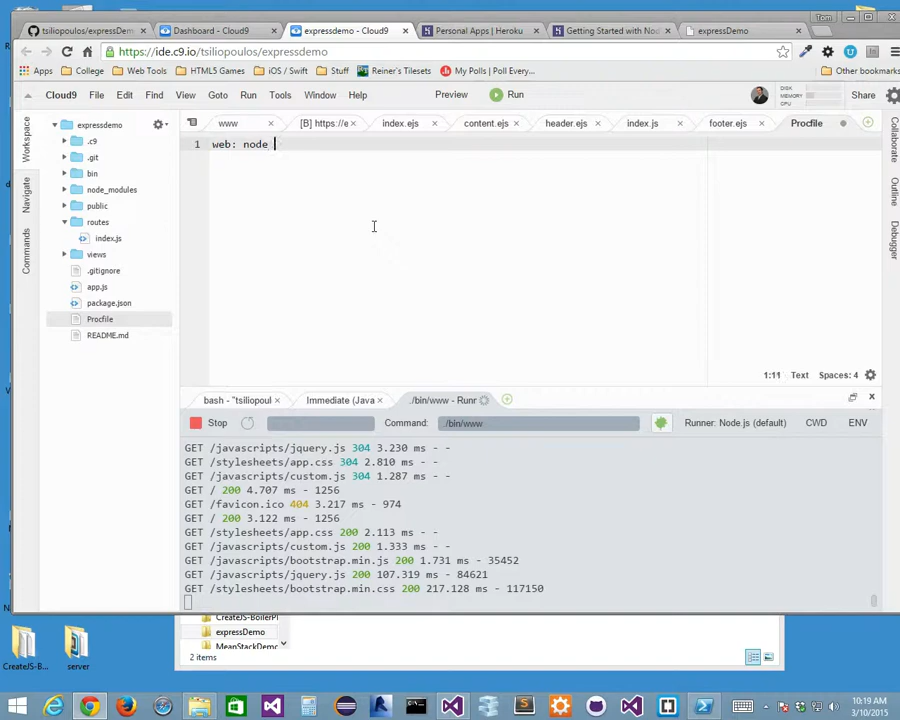 Tom
tsiliopoulos/expressDem
Dashboard - Cloud9
expressdemo - Cloud9
Personal Apps | Heroku
Getting Started with Nod
expressDemo
https://ide.c9.io/tsiliopoulos/expressdemo
Apps
College
Web Tools
HTML5 Games
iOS / Swift
Stuff
Reiner's Tilesets
My Polls | Poll Every...
Other bookmarks
Cloud9
File
Edit
Find
View
Goto
Run
Tools
Window
Help
Preview
Run
DISK
MEMORY
CPU
Share
Workspace
Navigate
Commands
Collaborate
Outline
Debugger
expressdemo
.c9
.git
bin
node_modules
public
routes
index.js
views
.gitignore
app.js
package.json
Procfile
README.md
www
[B] https://e
index.ejs
content.ejs
header.ejs
index.js
footer.ejs
Procfile
1 web: node
1:11 Text Spaces: 4
bash - "tsiliopoul
Immediate (Java
./bin/www - Runn
Stop
Command:
/bin/www
Runner: Node.js (default)
CWD
ENV
GET /javascripts/jquery.js 304 3.230 ms - -
GET /stylesheets/app.css 304 2.810 ms - -
GET /javascripts/custom.js 304 1.287 ms - -
GET / 200 4.707 ms - 1256
GET /favicon.ico 404 3.217 ms - 974
GET / 200 3.122 ms - 1256
GET /stylesheets/app.css 200 2.113 ms - -
GET /javascripts/custom.js 200 1.333 ms - -
GET /javascripts/bootstrap.min.js 200 1.731 ms - 35452
GET /javascripts/jquery.js 200 107.319 ms - 84621
GET /stylesheets/bootstrap.min.css 200 217.128 ms - 117150
CreateJS-BoilerPl
expressDemo
MeanStackDemo
2 items
CreateJS-B...
server
10:19 AM
3/10/2015